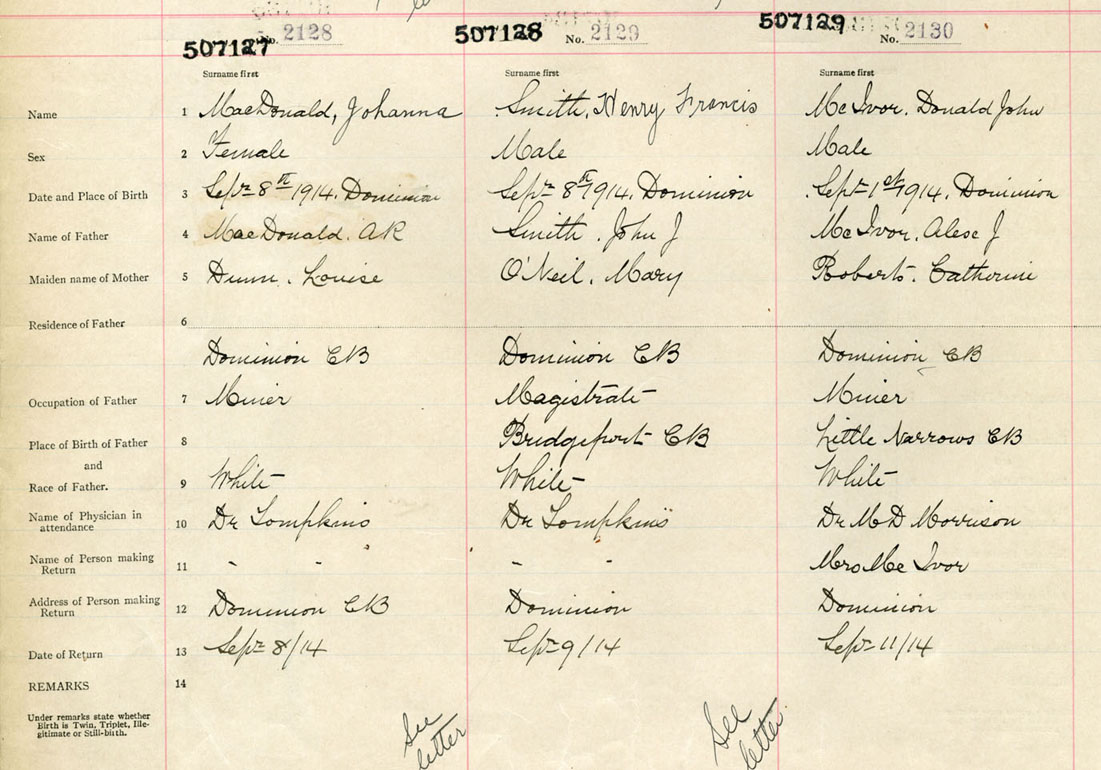 507127 No. 2128 507128 No. 2129 507129 No. 2130
Surname first Surname first Surname first
Name 1 MacDonald, Johanna Smith, Henry Francis McIvor. Donald John
Sex 2 Female Male Male
Date and Place of Birth 3 Sept 8th 1914. Dominion Sept 8th 1914. Dominion Sept 1st 1914. Dominion
Name of Father 4 MacDonald. AR Smith. John J McIvor. Alex J
Maiden name of Mother 5 Dunn. Louise O'Neil. Mary Roberts. Catherine
Residence of Father 6
Dominion CB Dominion CB Dominion CB
Occupation of Father 7 Miner Magistrate Miner
Place of Birth of Father 8 Bridgeport CB Little Narrows CB
and
Race of Father. 9 White White White
Name of Physician in
attendance 10 Dr Tompkins Dr Tompkins Dr MD Morrison
Name of Person making
Return 11 - - - - Mrs McIvor
Address of Person making
Return 12 Dominion CB Dominion Dominion
Date of Return 13 Sept 8/14 Sept 9/14 Sept 11/14
REMARKS 14
Under remarks state whether
Birth is Twin, Triplet, Ille-
gitimate or Still-birth.
See
letter
See
letter